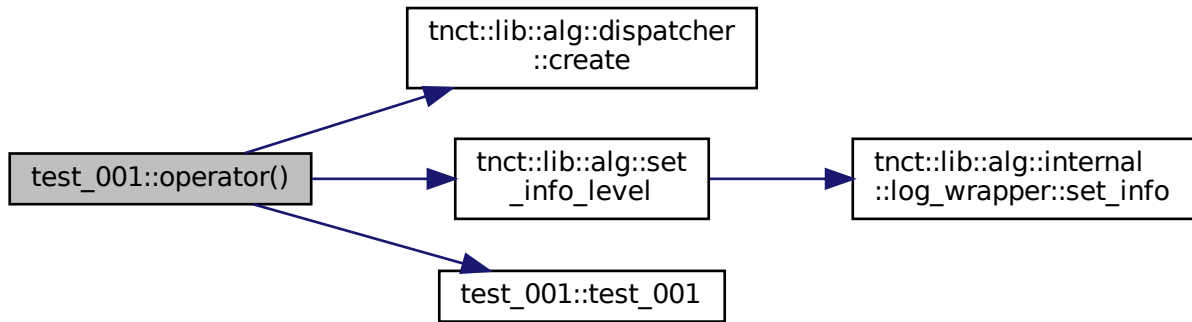 tnct::lib::alg::dispatcher
::create
test_001::operator()
tnct::lib::alg::set
_info_level
tnct::lib::alg::internal
::log_wrapper::set_info
test_001::test_001